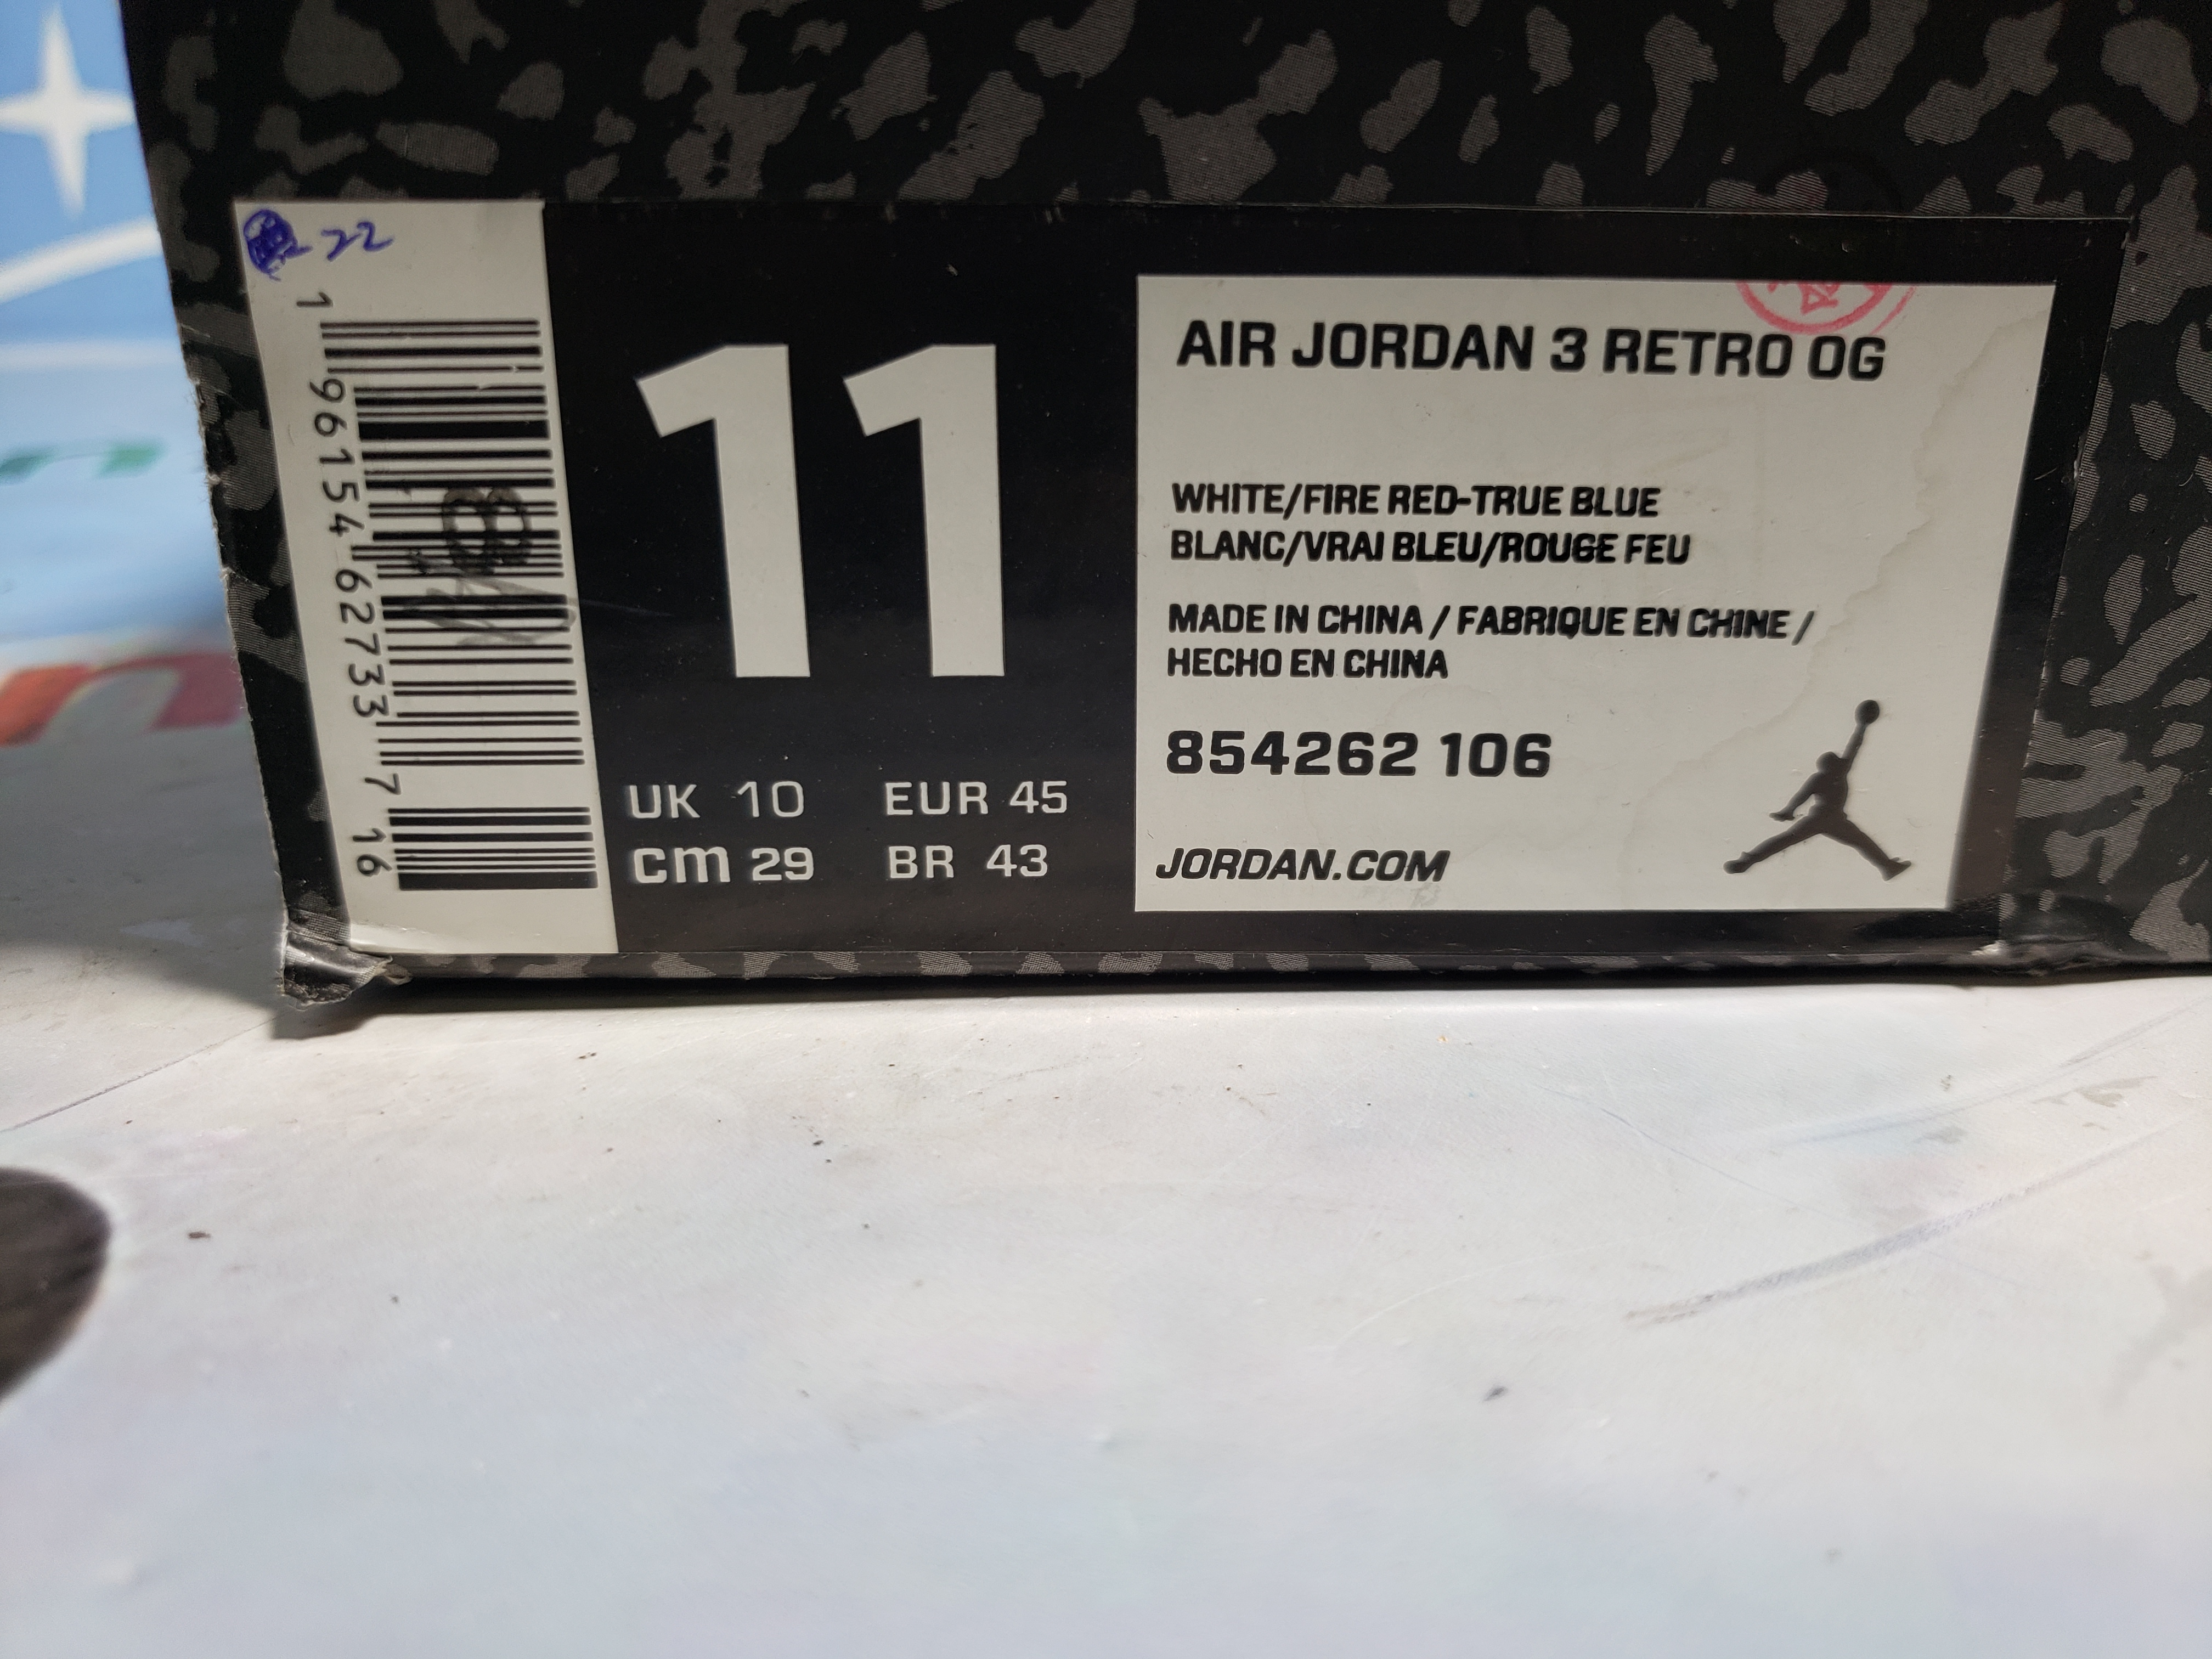 22
1 96154 62733 7 16
8
11
UK 10 EUR 45
cm 29 BR 43
AIR JORDAN 3 RETRO OG
WHITE/FIRE RED-TRUE BLUE
BLANC/VRAI BLEU/ROUGE FEU
MADE IN CHINA / FABRIQUE EN CHINE /
HECHO EN CHINA
854262 106
JORDAN.COM